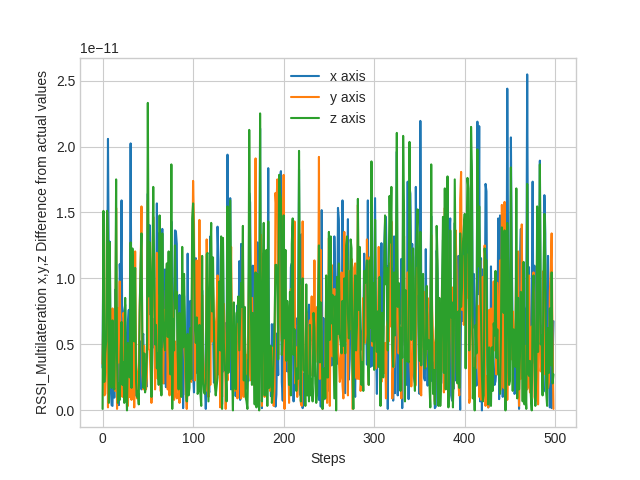 1e−11
RSSI_Multilateration x,y,z Difference from actual values
2.5
2.0
1.5
1.0
0.5
0.0
x axis
y axis
z axis
0 100 200 300 400 500
Steps